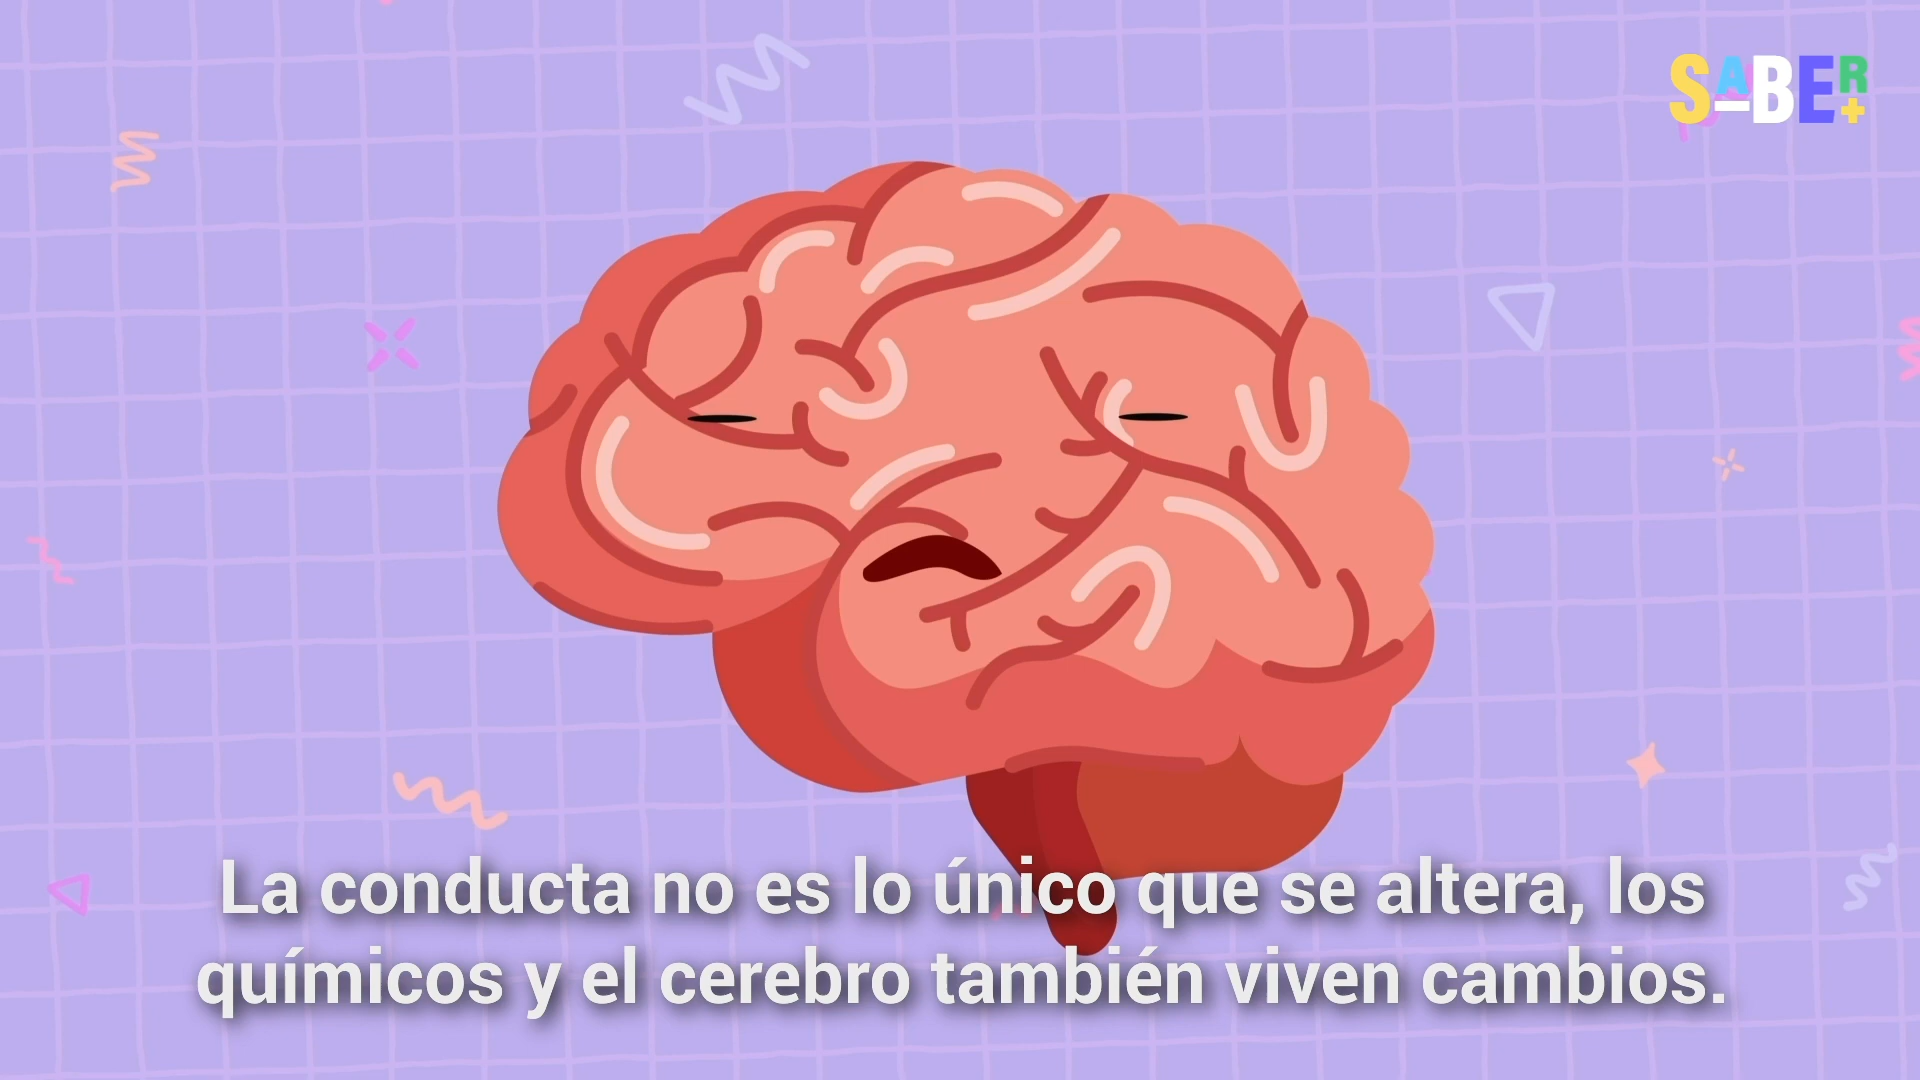 SABER+
La conducta no es lo único que se altera, los
químicos y el cerebro también viven cambios.